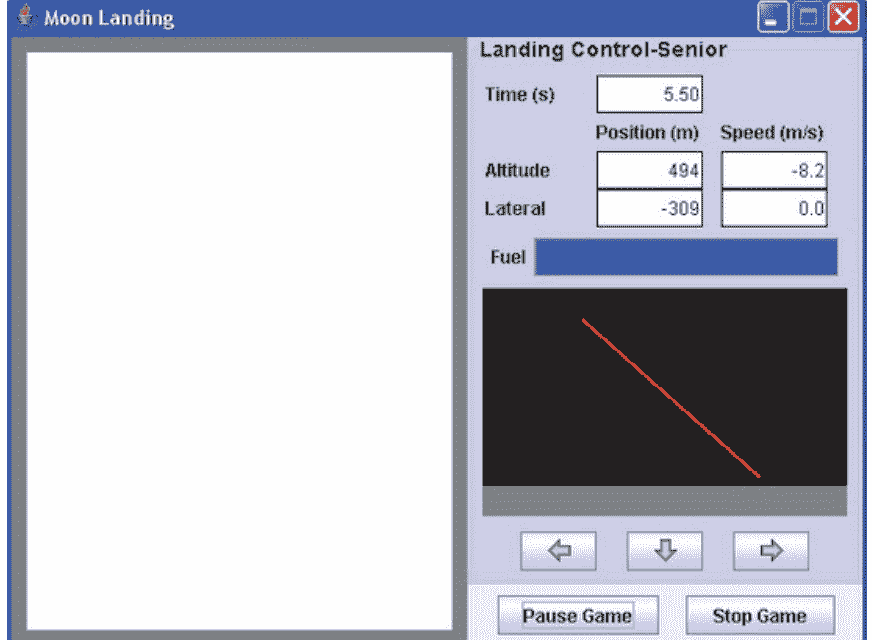 Moon Landing
Landing Control-Senior
Time (s) 5.50
Position (m) Speed (m/s)
Altitude 494 -8.2
Lateral -309 0.0
Fuel
Pause Game Stop Game